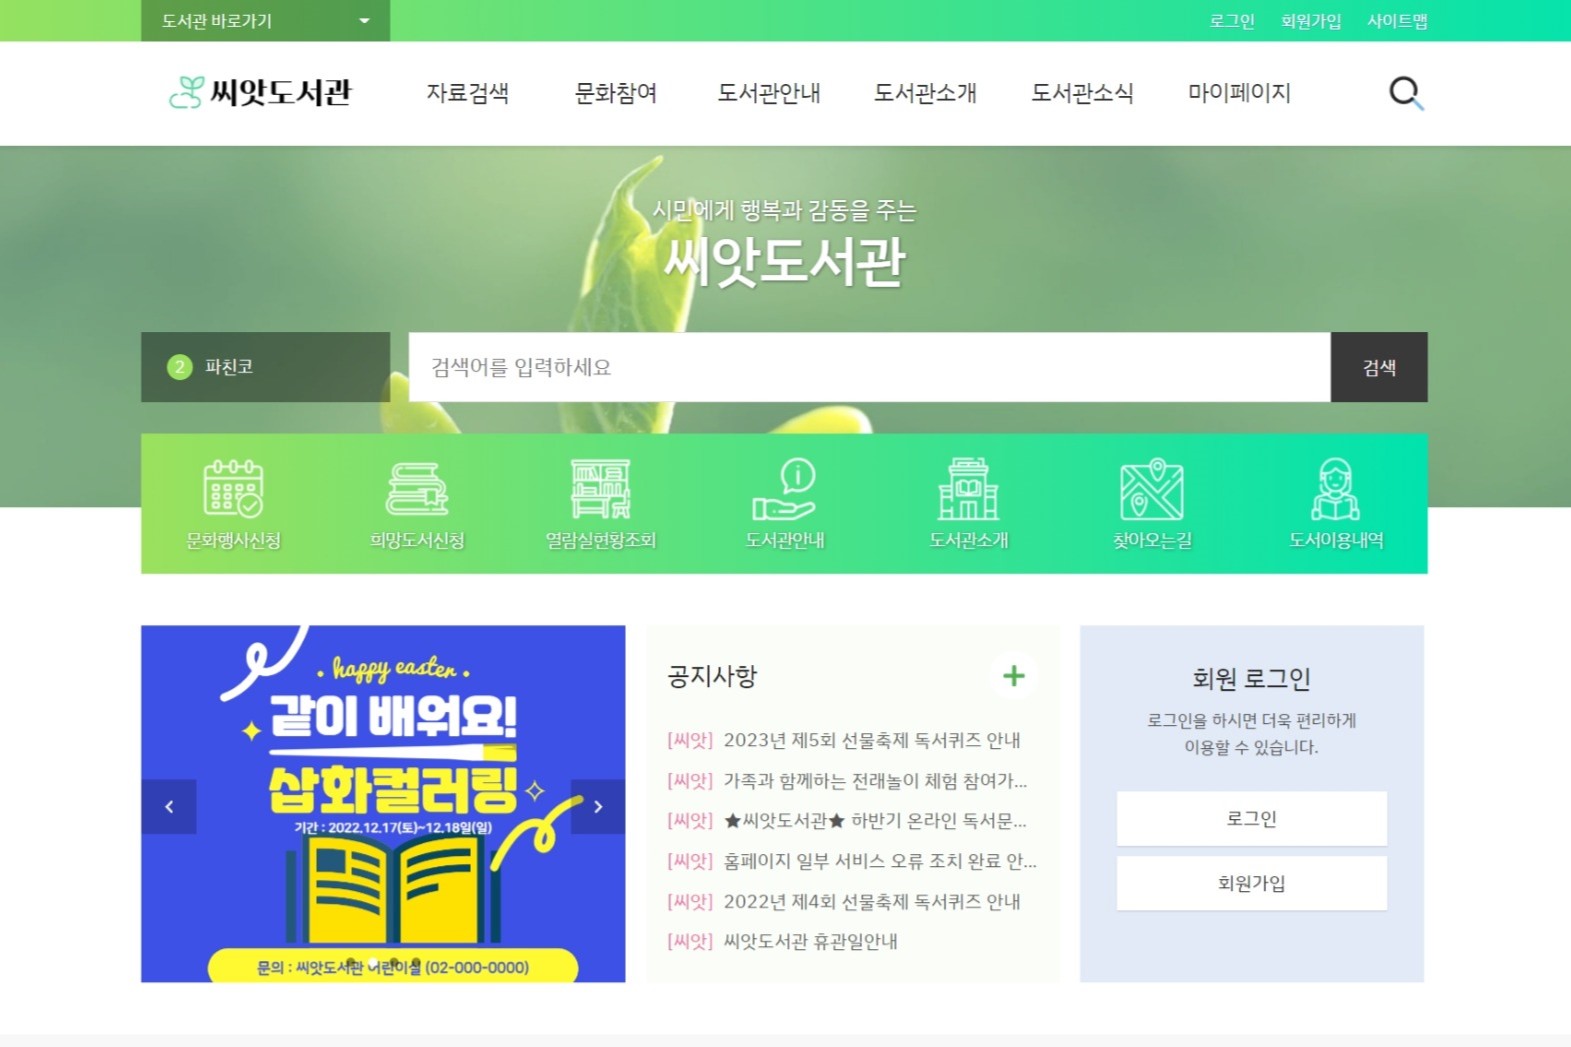 도서관 바로가기
로그인 회원가입 사이트맵
씨앗도서관
자료검색 문화참여 도서관안내 도서관소개 도서관소식 마이페이지
시민에게 행복과 감동을 주는
씨앗도서관
2 파친코
검색어를 입력하세요
검색
문화행사신청 희망도서신청 열람실현황조회 도서관안내 도서관소개 찾아오는길 도서이용내역
happy easter
같이 배워요!
삽화컬러링
기간 : 2022.12.17(토)~12.18일(일)
문의 : 씨앗도서관 어린이실 (02-000-0000)
공지사항
[씨앗] 2023년 제5회 선물축제 독서퀴즈 안내
[씨앗] 가족과 함께하는 전래놀이 체험 참여가...
[씨앗] ★씨앗도서관★ 하반기 온라인 독서문...
[씨앗] 홈페이지 일부 서비스 오류 조치 완료 안...
[씨앗] 2022년 제4회 선물축제 독서퀴즈 안내
[씨앗] 씨앗도서관 휴관일안내
회원 로그인
로그인을 하시면 더욱 편리하게
이용할 수 있습니다.
로그인
회원가입